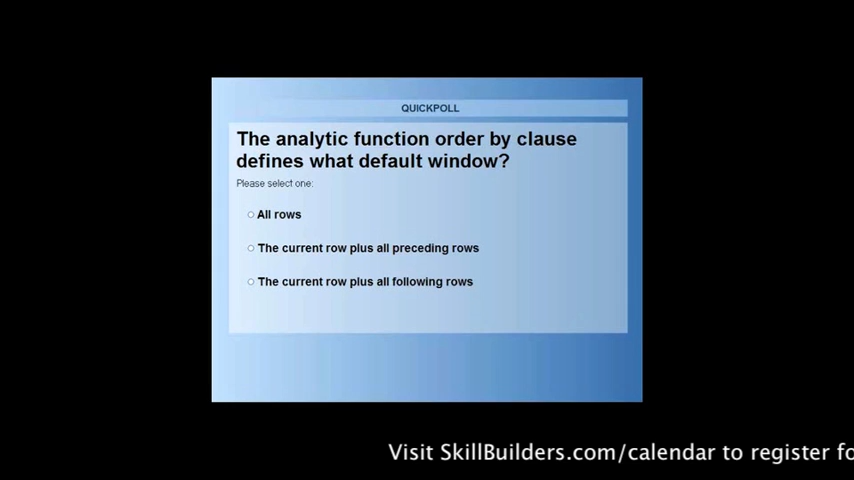 QUICKPOLL
The analytic function order by clause
defines what default window?
Please select one:
All rows
The current row plus all preceding rows
The current row plus all following rows
Visit SkillBuilders.com/calendar to register fo